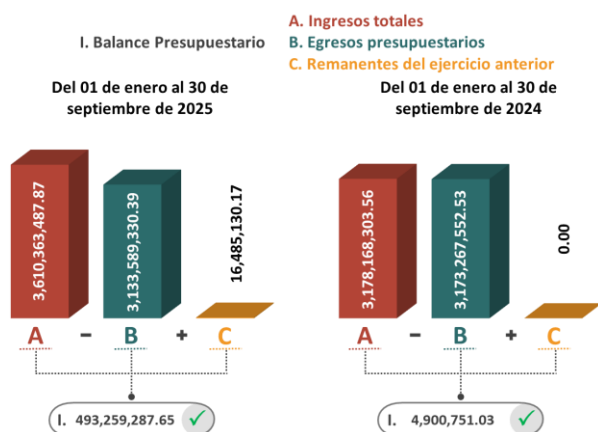 I. Balance Presupuestario
A. Ingresos totales
B. Egresos presupuestarios
C. Remanentes del ejercicio anterior
Del 01 de enero al 30 de
septiembre de 2025
3,610,363,487.87
3,133,589,330.39
16,485,130.17
A – B + C
I. 493,259,287.65
Del 01 de enero al 30 de
septiembre de 2024
3,178,168,303.56
3,173,267,552.53
0.00
A – B + C
I. 4,900,751.03